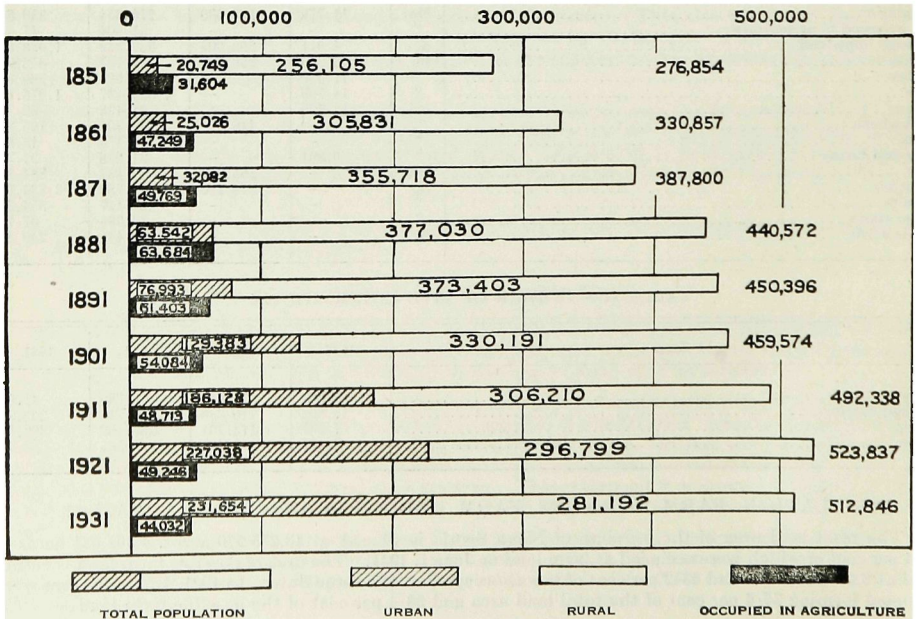 0 100,000 300,000 500,000
1851 20.749 256,105 276,854
31,604
1861 25,026 305,831 330,857
47,249
1871 32,082 355,718 387,800
49,769
1881 63.542 377,030 440,572
63,684
1891 76,993 373,403 450,396
61,403
1901 129.383 330,191 459,574
54,084
1911 186,128 306,210 492,338
48,713
1921 227,038 296,799 523,837
49,246
1931 231,654 281,192 512,846
44,032
TOTAL POPULATION URBAN RURAL OCCUPIED IN AGRICULTURE